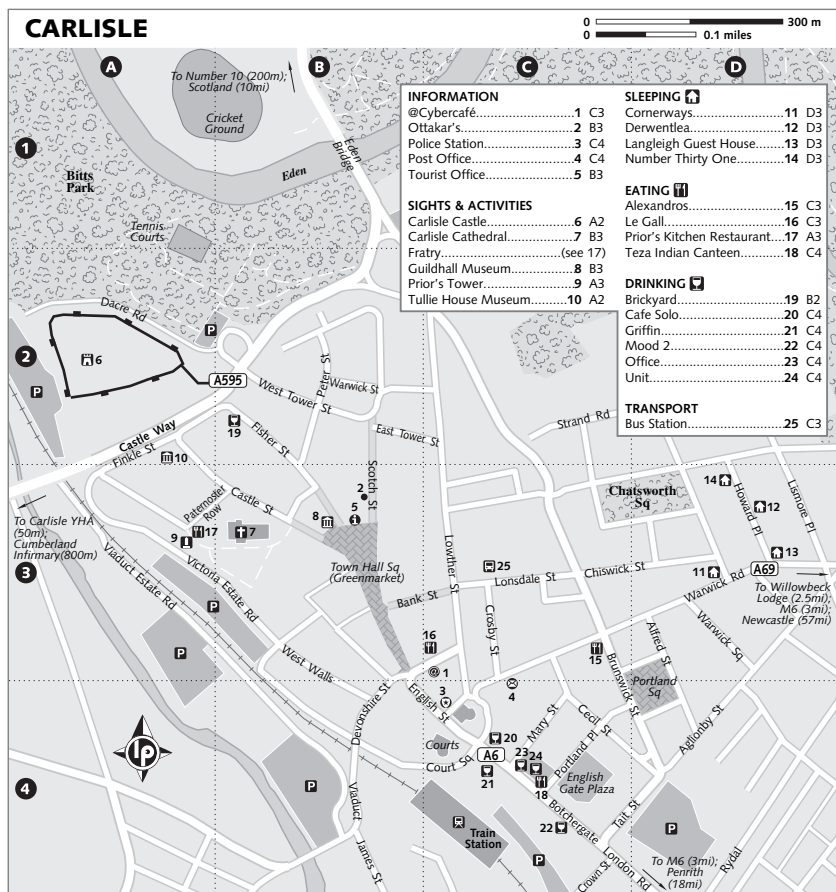 CARLISLE
0 300 m
0 0.1 miles
A
B
C
D
1
2
3
4
To Number 10 (200m);
Scotland (10mi)
Cricket
Ground
Eden
Bridge
Eden
Bitts
Park
Tennis
Courts
INFORMATION
@Cybercafé 1 C3
Ottakar's 2 B3
Police Station 3 C4
Post Office 4 C4
Tourist Office 5 B3
SIGHTS & ACTIVITIES
Carlisle Castle 6 A2
Carlisle Cathedral 7 B3
Fratry (see 17)
Guildhall Museum 8 B3
Prior's Tower 9 A3
Tullie House Museum 10 A2
SLEEPING
Cornerways 11 D3
Derwentlea 12 D3
Langleigh Guest House 13 D3
Number Thirty One 14 D3
EATING
Alexandros 15 C3
Le Gall 16 C3
Prior's Kitchen Restaurant 17 A3
Teza Indian Canteen 18 C4
DRINKING
Brickyard 19 B2
Cafe Solo 20 C4
Griffin 21 C4
Mood 2 22 C4
Office 23 C4
Unit 24 C4
TRANSPORT
Bus Station 25 C3
Dacre Rd
P
P
6
A595
West Tower St
Peter St
Warwick St
East Tower St
Strand Rd
Castle Way
Finkle St
19
Fisher St
10
Scotch St
2
5
8
Castle St
Paternoster
Row
9
17
7
Chatsworth
Sq
14
Howard Pl
12
Lismore Pl
13
11
A69
To Carlisle YHA
(50m);
Cumberland
Infirmary(800m)
Viaduct Estate Rd
Victoria Estate Rd
P
P
Town Hall Sq
(Greenmarket)
Lowther St
25
Lonsdale St
Chiswick St
Warwick Rd
To Willowbeck
Lodge (2.5mi);
M6 (3mi);
Newcastle (57mi)
Bank St
Crosby St
Warwick Sq
Alfred St
West Walls
16
1
15
Brunswick St
Portland
Sq
Devonshire St
English St
3
4
Mary St
Cecil St
Portland Pl
Aglionby St
lp
Courts
20
A6
23
24
Court Sq
21
18
English
Gate Plaza
P
Viaduct
Botchergate
Tait St
22
P
Train
Station
P
James St
London Rd
Crown St
To M6 (3mi);
Penrith
(18mi)
Rydal